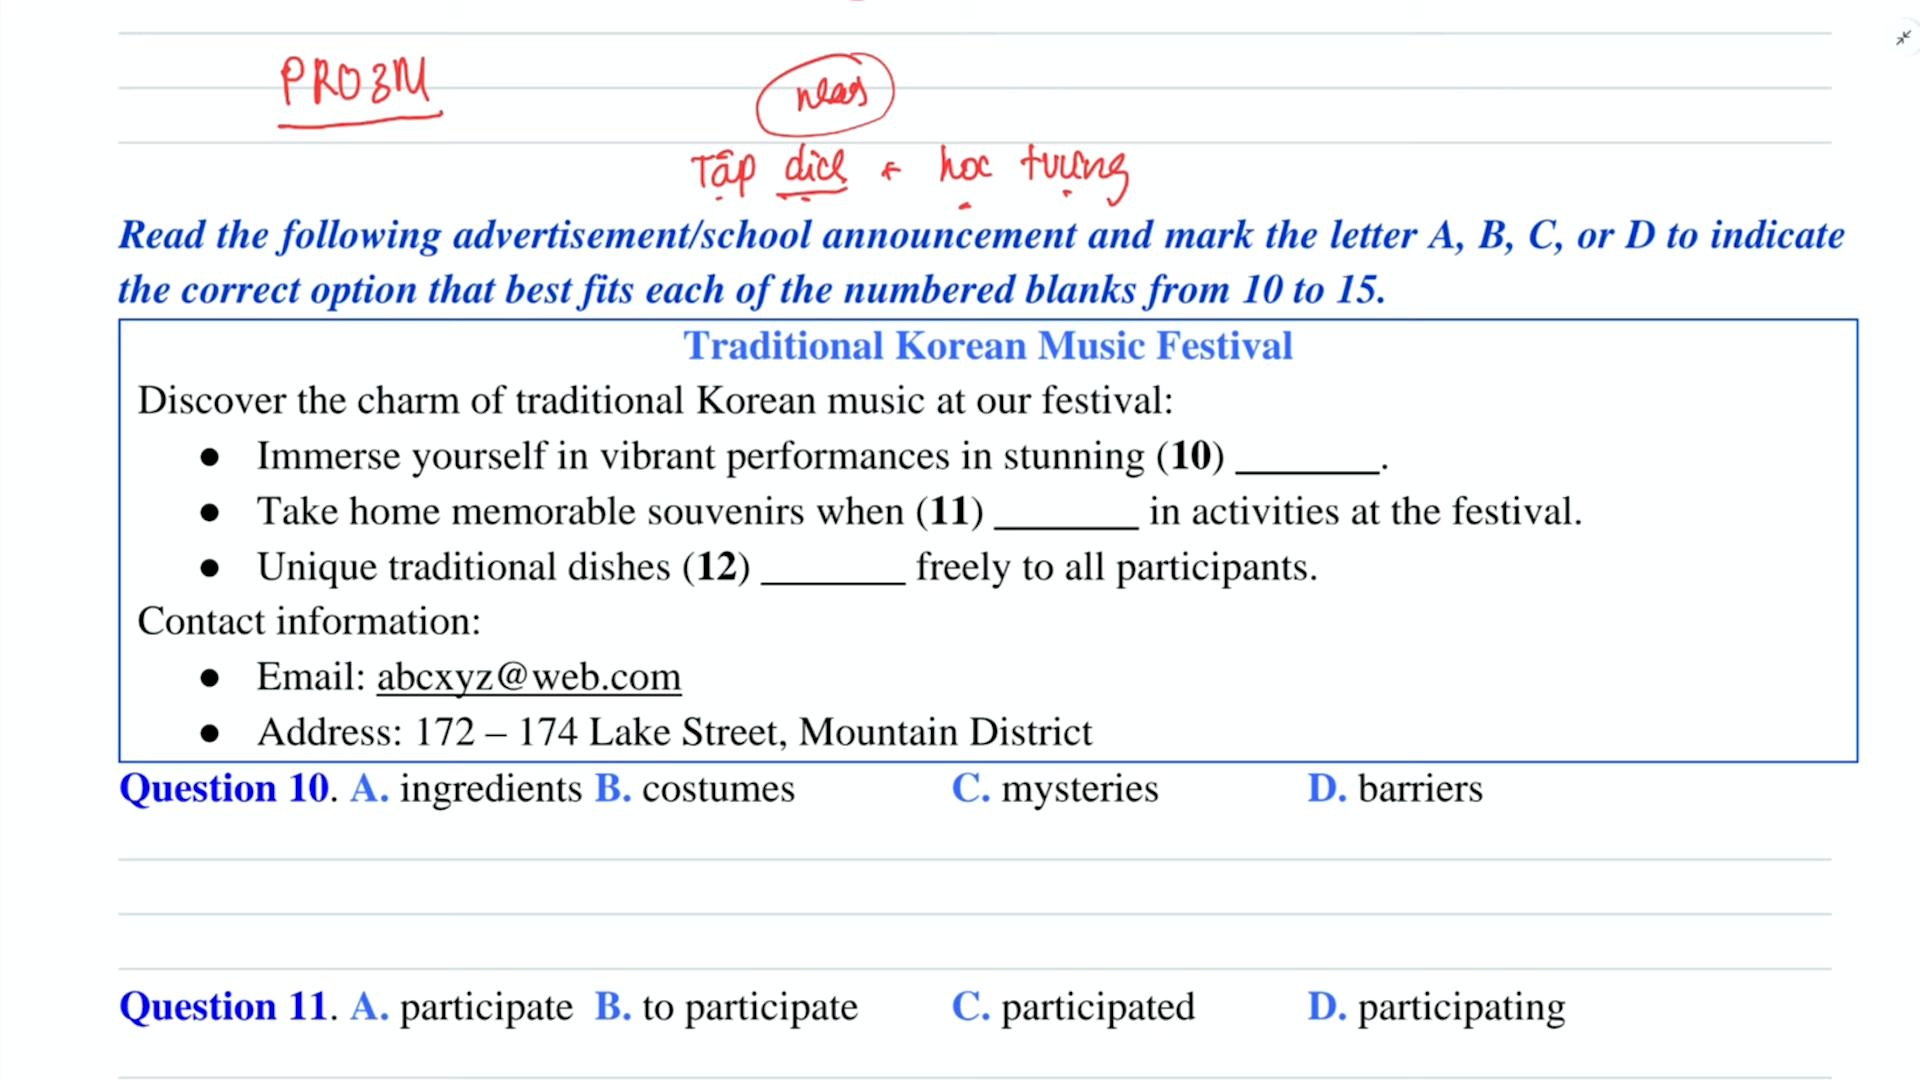 PRO3M
Tập dịch + học từ vựng
Read the following advertisement/school announcement and mark the letter A, B, C, or D to indicate
the correct option that best fits each of the numbered blanks from 10 to 15.
Traditional Korean Music Festival
Discover the charm of traditional Korean music at our festival:
● Immerse yourself in vibrant performances in stunning (10) _______.
● Take home memorable souvenirs when (11) _______ in activities at the festival.
● Unique traditional dishes (12) _______ freely to all participants.
Contact information:
● Email: abcxyz@web.com
● Address: 172 – 174 Lake Street, Mountain District
Question 10. A. ingredients B. costumes C. mysteries D. barriers
Question 11. A. participate B. to participate C. participated D. participating